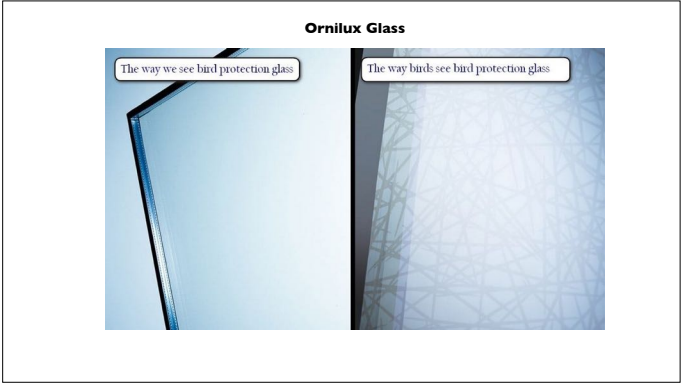 Ornilux Glass
The way we see bird protection glass
The way birds see bird protection glass